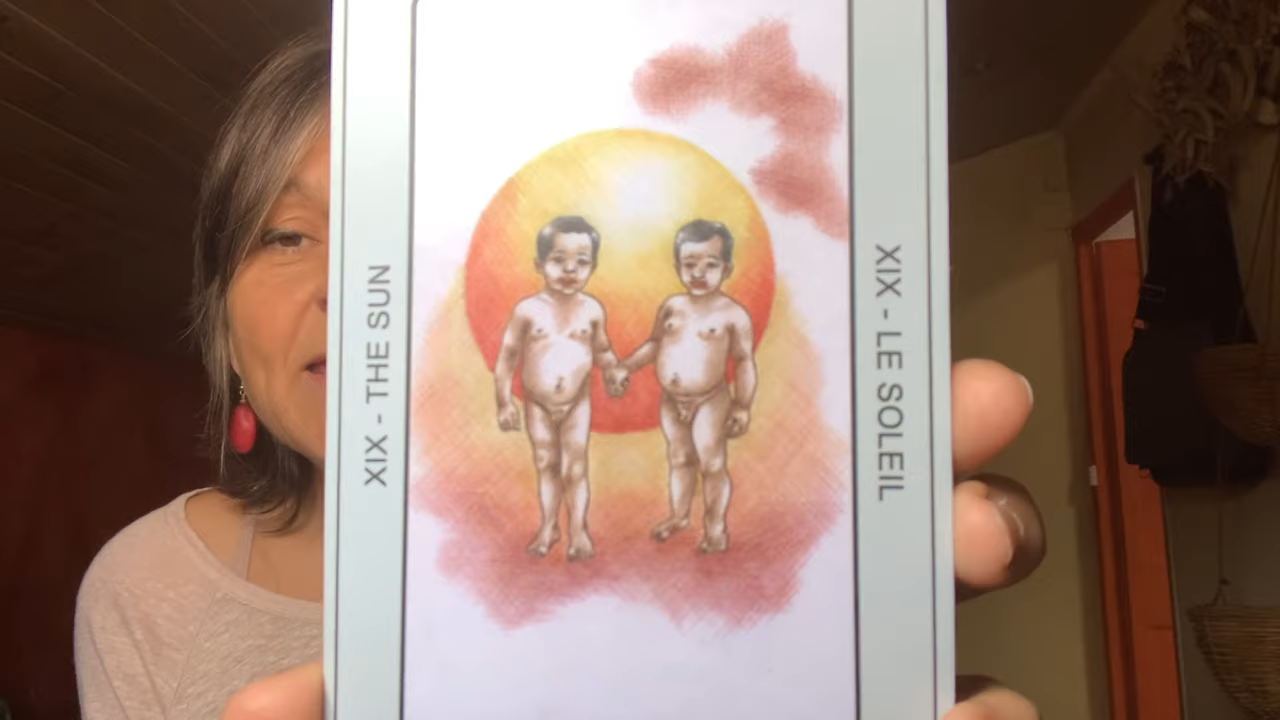 XIX - THE SUN
XIX - LE SOLEIL